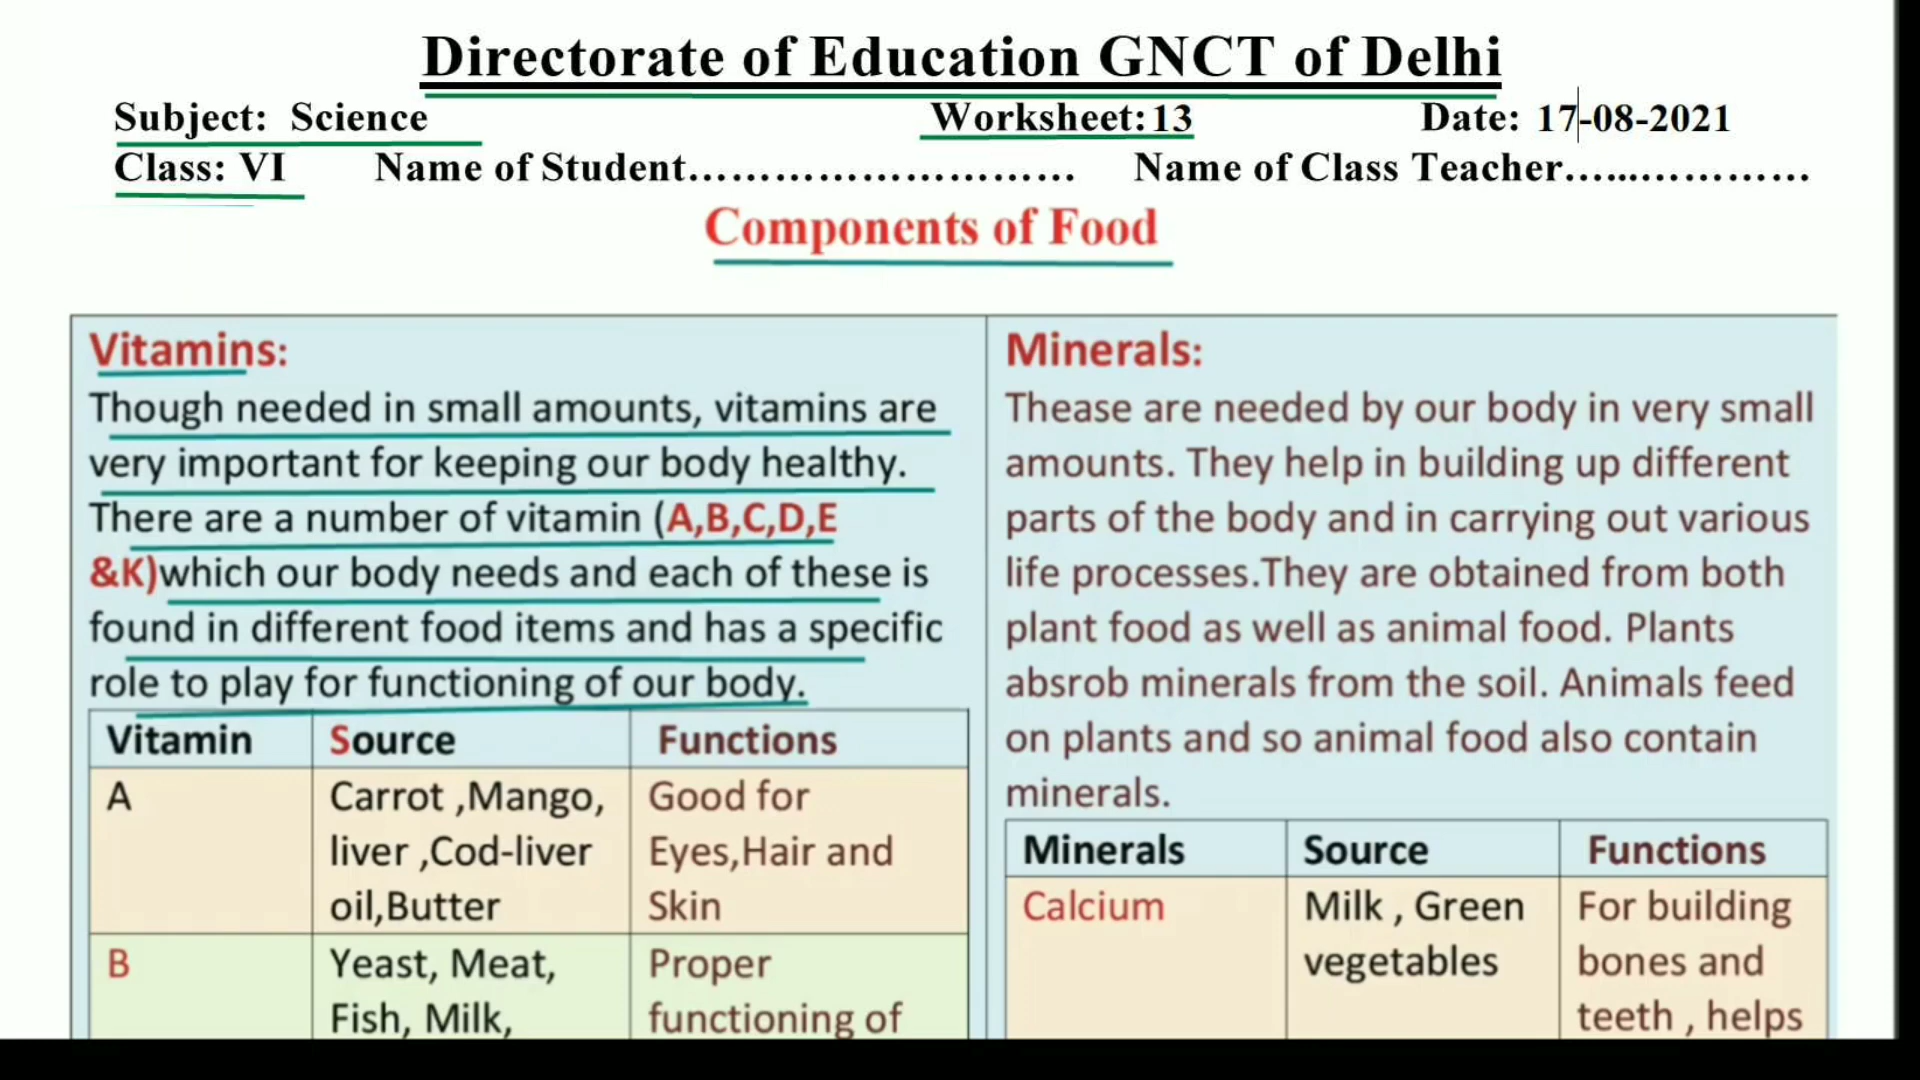 Directorate of Education GNCT of Delhi
Subject: Science Worksheet:13 Date: 17-08-2021
Class: VI Name of Student………………………… Name of Class Teacher…...…………
Components of Food
Vitamins:
Though needed in small amounts, vitamins are
very important for keeping our body healthy.
There are a number of vitamin (A,B,C,D,E
&K)which our body needs and each of these is
found in different food items and has a specific
role to play for functioning of our body.
Vitamin Source Functions
A Carrot ,Mango, Good for
liver ,Cod-liver Eyes,Hair and
oil,Butter Skin
B Yeast, Meat, Proper
Fish, Milk, functioning of
Minerals:
Thease are needed by our body in very small
amounts. They help in building up different
parts of the body and in carrying out various
life processes.They are obtained from both
plant food as well as animal food. Plants
absrob minerals from the soil. Animals feed
on plants and so animal food also contain
minerals.
Minerals Source Functions
Calcium Milk , Green For building
vegetables bones and
teeth , helps